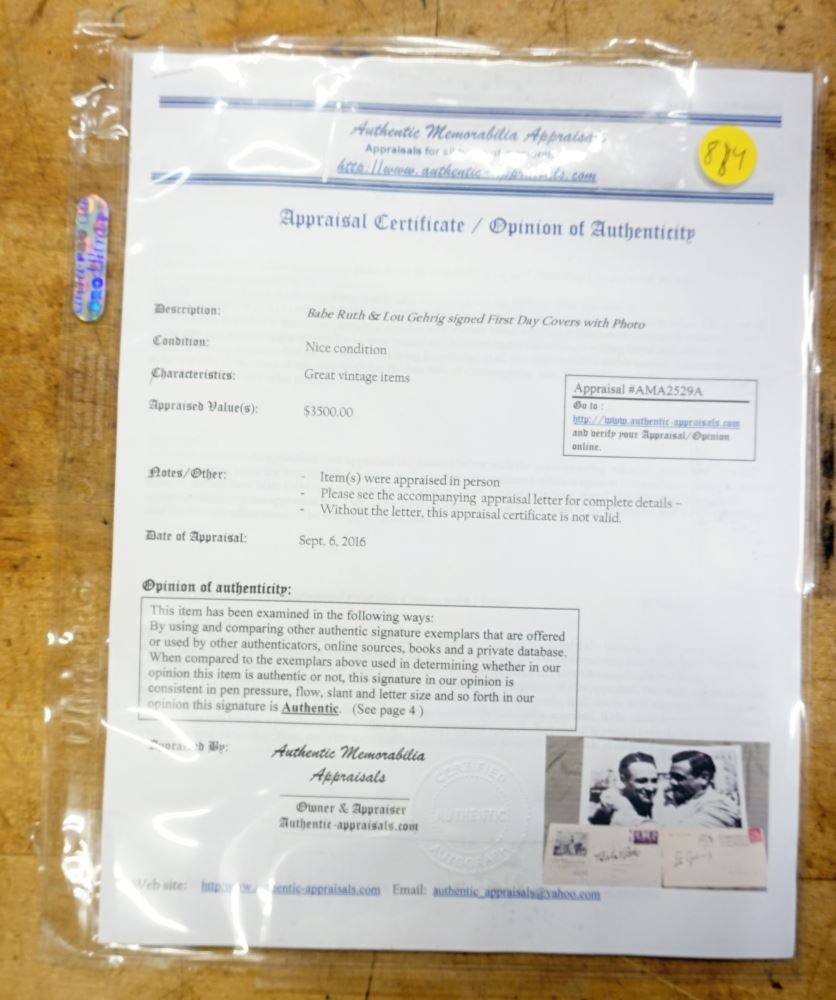 Authentic Memorabilia
Appraisals for
http://www.authentic-
884
Appraisal Certificate / Opinion of Authenticity
Description: Babe Ruth & Lou Gehrig signed First Day Covers with Photo
Condition: Nice condition
Characteristics: Great vintage items
Appraised Value(s): $3500.00
Appraisal #AMA2529A
Go to :
http://www.authentic-appraisals.com
and verify your Appraisal/Opinion
online.
Notes/Other: - Item(s) were appraised in person
- Please see the accompanying appraisal letter for complete details –
- Without the letter, this appraisal certificate is not valid.
Date of Appraisal: Sept. 6, 2016
Opinion of authenticity:
This item has been examined in the following ways:
By using and comparing other authentic signature exemplars that are offered
or used by other authenticators, online sources, books and a private database.
When compared to the exemplars above used in determining whether in our
opinion this item is authentic or not, this signature in our opinion is
consistent in pen pressure, flow, slant and letter size and so forth in our
opinion this signature is Authentic. (See page 4 )
By: Authentic Memorabilia
Appraisals
Owner & Appraiser
Authentic-appraisals.com
CERTIFIED
AUTHENTIC
AUTOGRAPH
Web site: Email: authentic_appraisals@yahoo.com